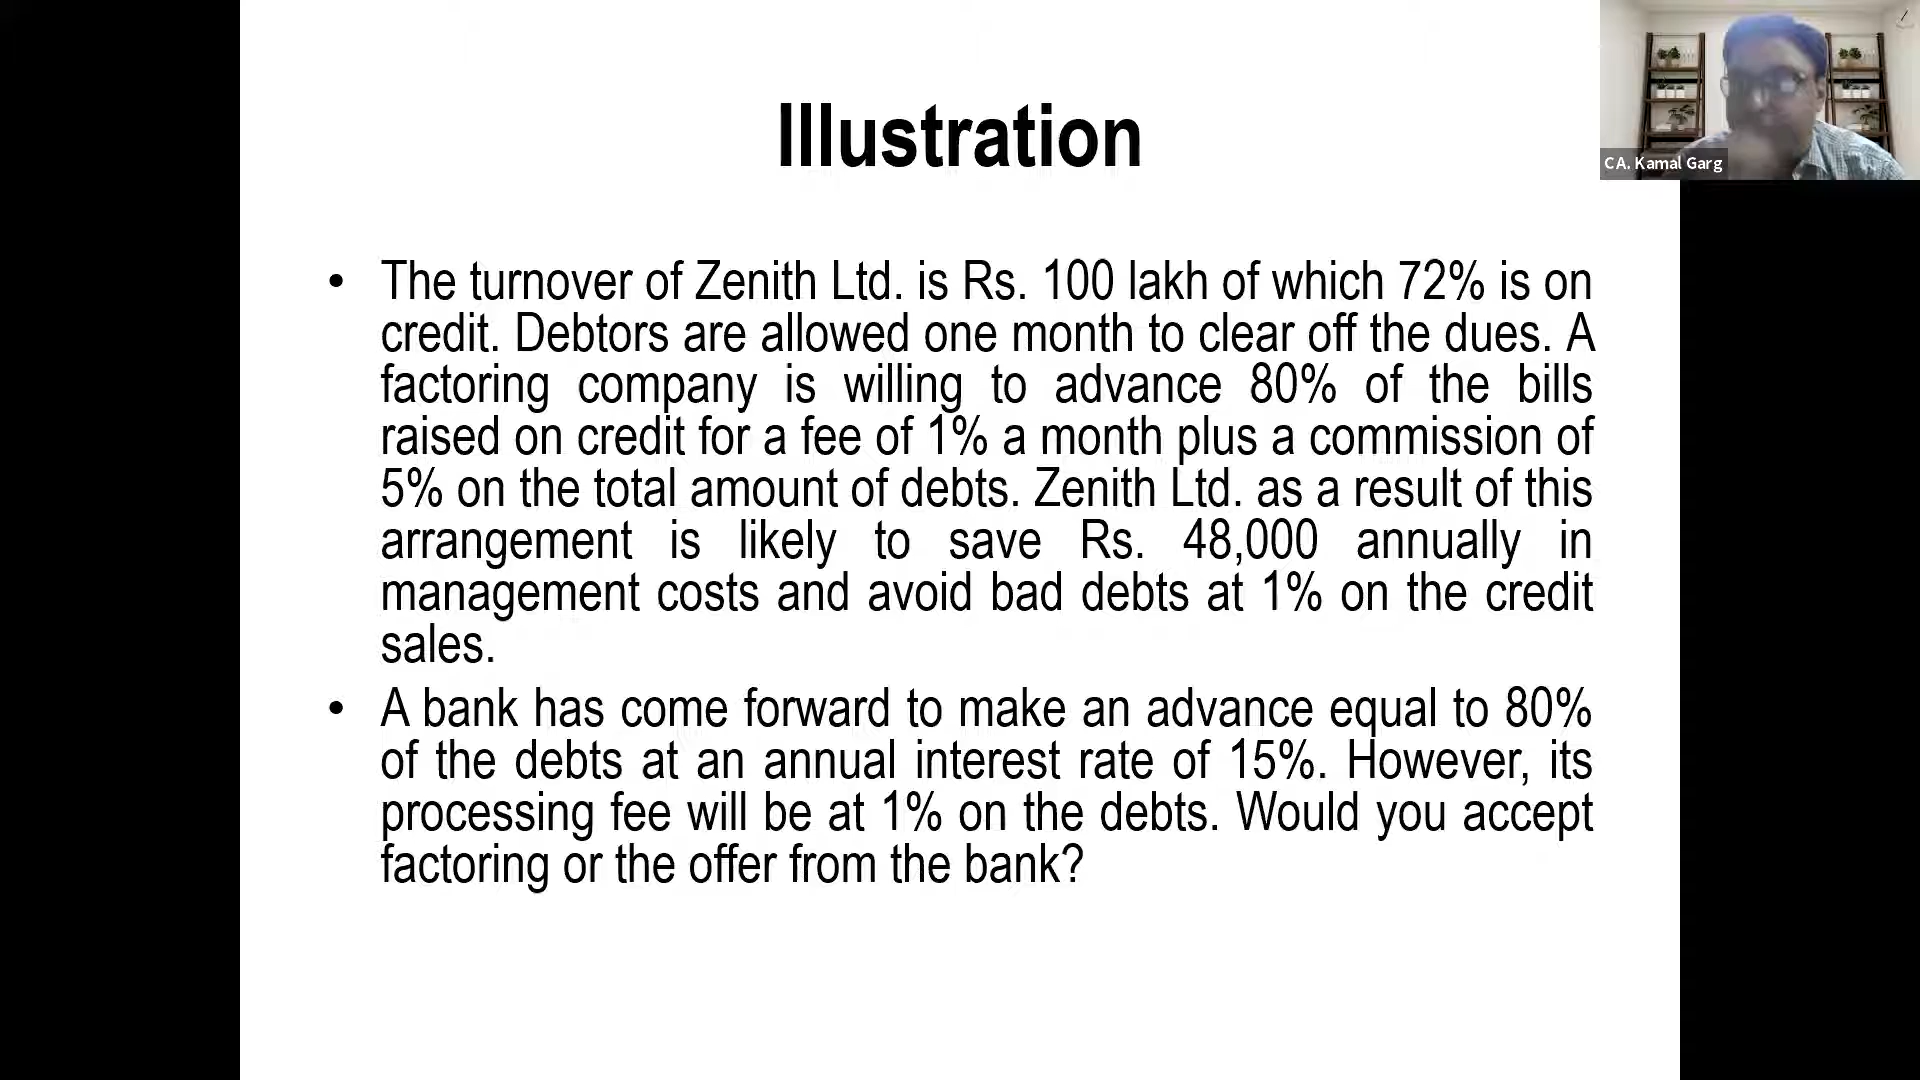 Illustration
CA. Kamal Garg
• The turnover of Zenith Ltd. is Rs. 100 lakh of which 72% is on
credit. Debtors are allowed one month to clear off the dues. A
factoring company is willing to advance 80% of the bills
raised on credit for a fee of 1% a month plus a commission of
5% on the total amount of debts. Zenith Ltd. as a result of this
arrangement is likely to save Rs. 48,000 annually in
management costs and avoid bad debts at 1% on the credit
sales.
• A bank has come forward to make an advance equal to 80%
of the debts at an annual interest rate of 15%. However, its
processing fee will be at 1% on the debts. Would you accept
factoring or the offer from the bank?